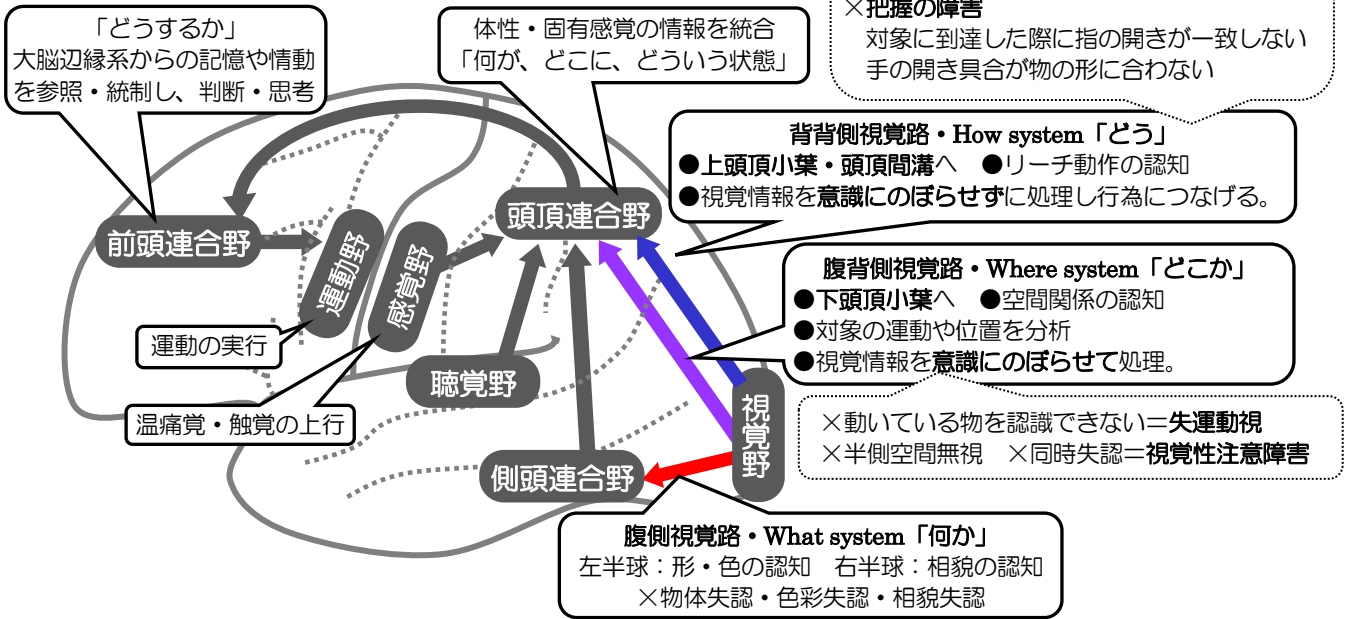 「どうするか」
大脳辺縁系からの記憶や情動
を参照・統制し、判断・思考
体性・固有感覚の情報を統合
「何が、どこに、どういう状態」
×把握の障害
対象に到達した際に指の開きが一致しない
手の開き具合が物の形に合わない
背背側視覚路・How system「どう」
●上頭頂小葉・頭頂間溝へ　●リーチ動作の認知
●視覚情報を意識にのぼらせずに処理し行為につなげる。
前頭連合野
運動野
感覚野
頭頂連合野
腹背側視覚路・Where system「どこか」
●下頭頂小葉へ　●空間関係の認知
●対象の運動や位置を分析
●視覚情報を意識にのぼらせて処理。
運動の実行
聴覚野
視覚野
温痛覚・触覚の上行
×動いている物を認識できない＝失運動視
×半側空間無視　×同時失認＝視覚性注意障害
側頭連合野
腹側視覚路・What system「何か」
左半球：形・色の認知　右半球：相貌の認知
×物体失認・色彩失認・相貌失認